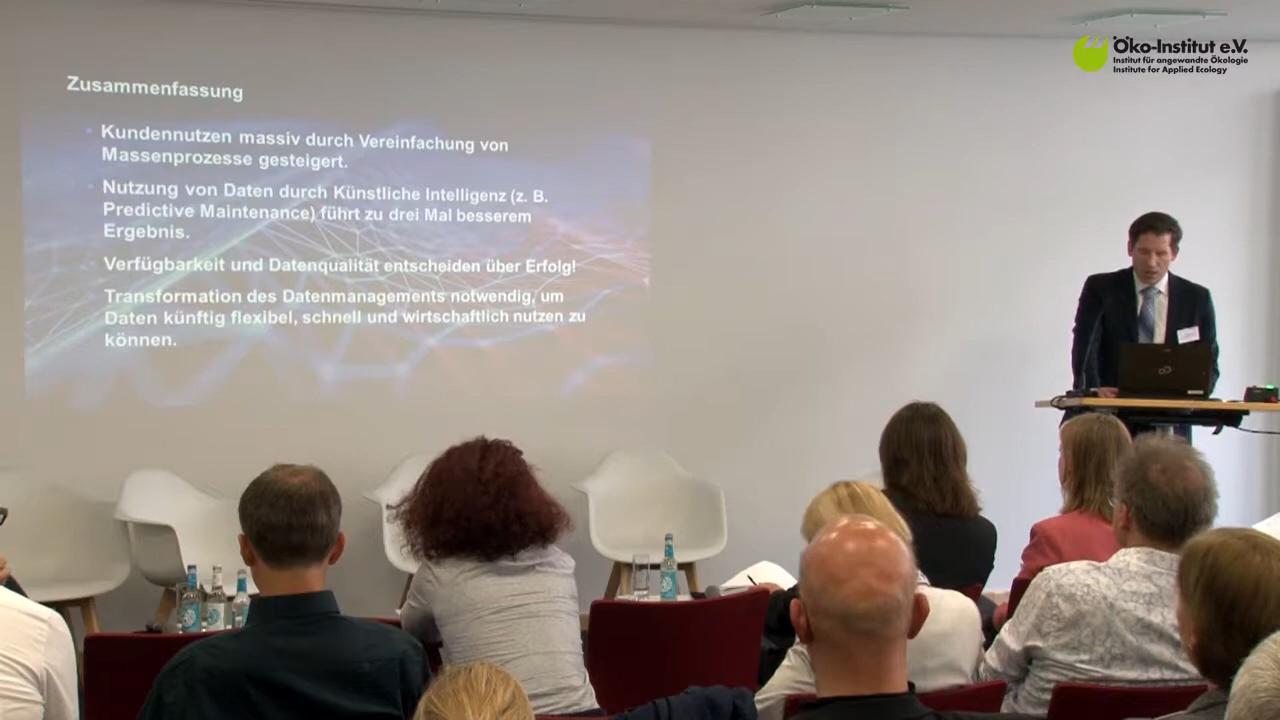 Öko-Institut e.V.
Institut für angewandte Ökologie
Institute for Applied Ecology
Zusammenfassung
Kundennutzen massiv durch Vereinfachung von
Massenprozesse gesteigert.
Nutzung von Daten durch Künstliche Intelligenz (z. B.
Predictive Maintenance) führt zu drei Mal besserem
Ergebnis.
Verfügbarkeit und Datenqualität entscheiden über Erfolg!
Transformation des Datenmanagements notwendig, um
Daten künftig flexibel, schnell und wirtschaftlich nutzen zu
können.